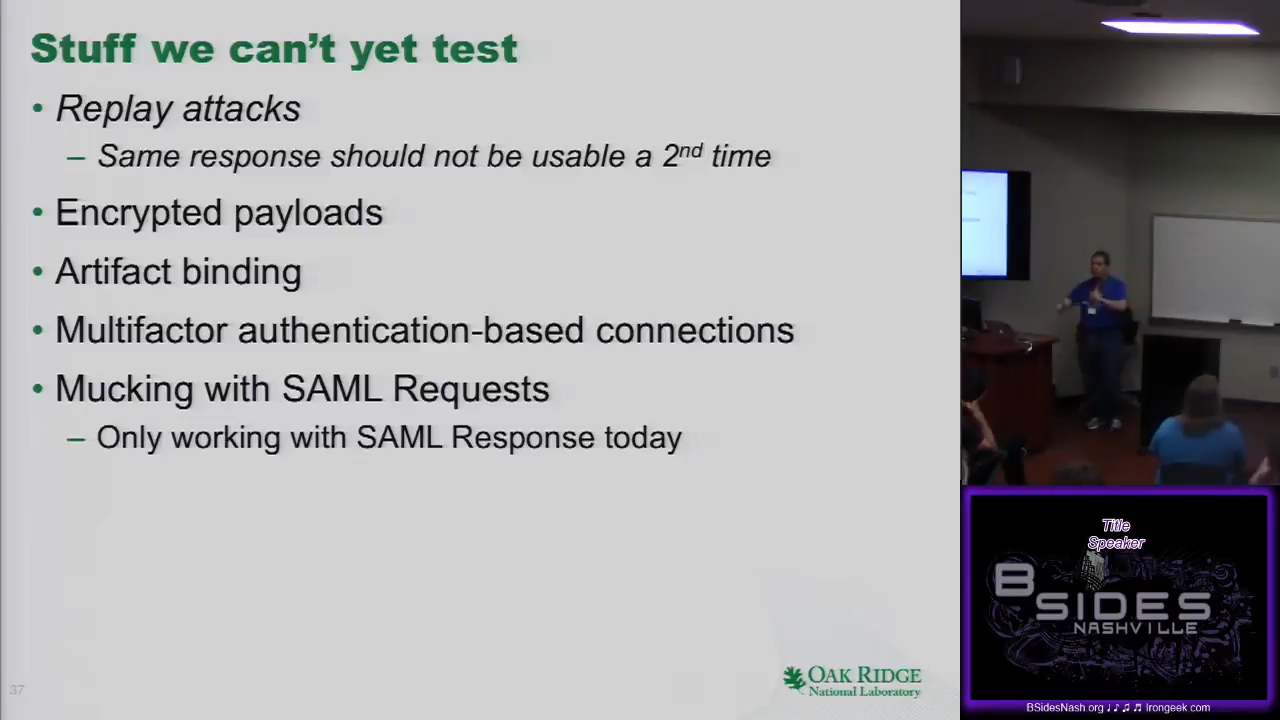 Stuff we can't yet test
• Replay attacks
– Same response should not be usable a 2nd time
• Encrypted payloads
• Artifact binding
• Multifactor authentication-based connections
• Mucking with SAML Requests
– Only working with SAML Response today
37
OAK RIDGE
National Laboratory
Title
Speaker
BSIDES
NASHVILLE
BSidesNash.org ♩♪♫♬ Irongeek.com